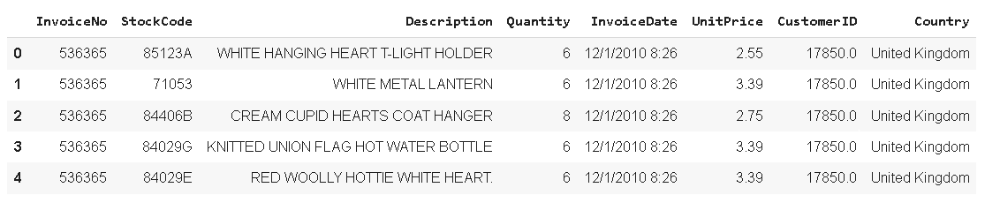 InvoiceNo StockCode Description Quantity InvoiceDate UnitPrice CustomerID Country
0 536365 85123A WHITE HANGING HEART T-LIGHT HOLDER 6 12/1/2010 8:26 2.55 17850.0 United Kingdom
1 536365 71053 WHITE METAL LANTERN 6 12/1/2010 8:26 3.39 17850.0 United Kingdom
2 536365 84406B CREAM CUPID HEARTS COAT HANGER 8 12/1/2010 8:26 2.75 17850.0 United Kingdom
3 536365 84029G KNITTED UNION FLAG HOT WATER BOTTLE 6 12/1/2010 8:26 3.39 17850.0 United Kingdom
4 536365 84029E RED WOOLLY HOTTIE WHITE HEART. 6 12/1/2010 8:26 3.39 17850.0 United Kingdom